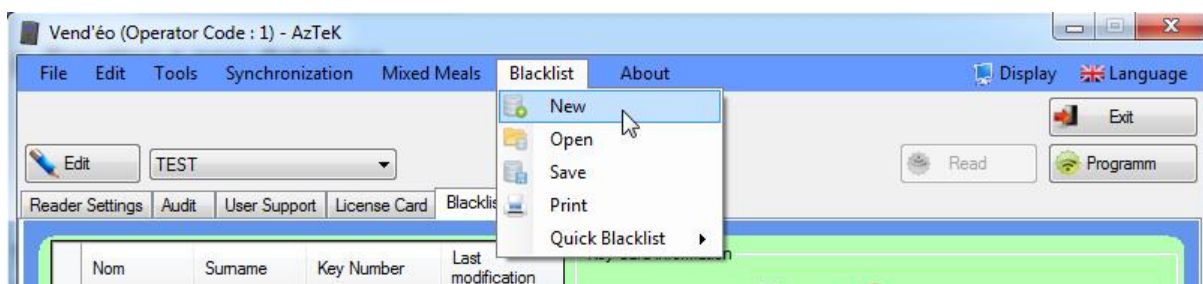 Vend'éo (Operator Code : 1) - AzTeK
File Edit Tools Synchronization Mixed Meals Blacklist About Display Language
New
Exit
Open
Edit TEST Save Read Programm
Reader Settings Audit User Support License Card Print
Quick Blacklist
Nom Surname Key Number Last modification